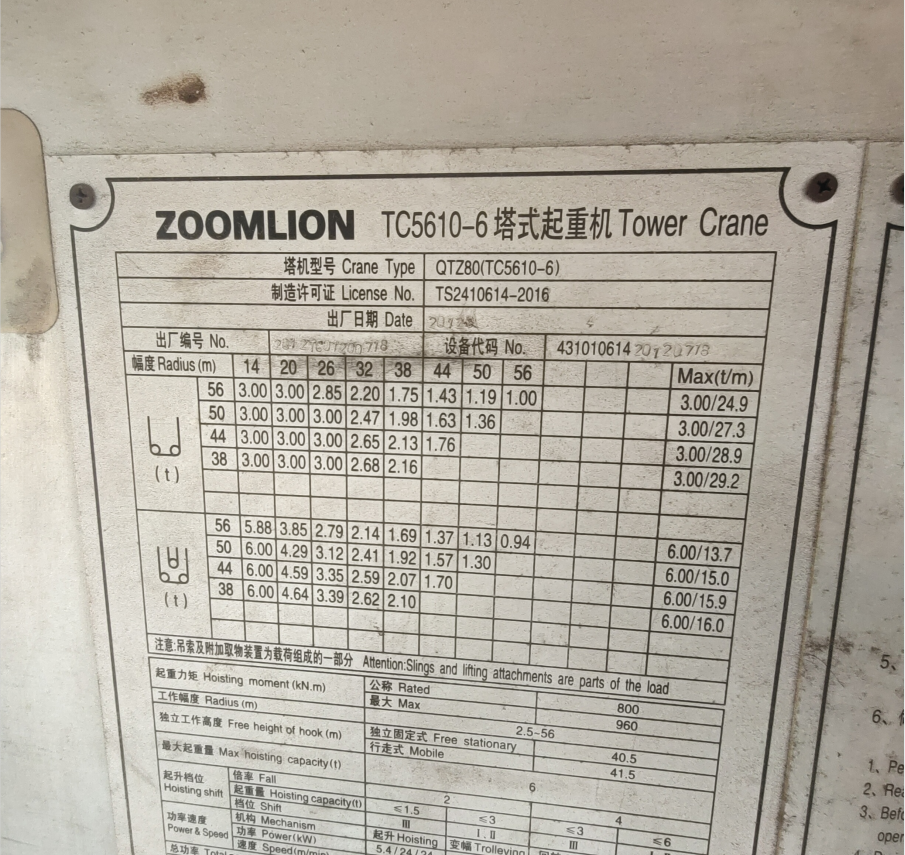 ZOOMLION TC5610-6 塔式起重机 Tower Crane
塔机型号 Crane Type QTZ80(TC5610-6)
制造许可证 License No. TS2410614-2016
出厂日期 Date
出厂编号 No. 设备代码 No. 431010614
幅度 Radius (m) 14 20 26 32 38 44 50 56 Max(t/m)
56 3.00 3.00 2.85 2.20 1.75 1.43 1.19 1.00 3.00/24.9
50 3.00 3.00 3.00 2.47 1.98 1.63 1.36 3.00/27.3
44 3.00 3.00 3.00 2.65 2.13 1.76 3.00/28.9
38 3.00 3.00 3.00 2.68 2.16 3.00/29.2
(t)
56 5.88 3.85 2.79 2.14 1.69 1.37 1.13 0.94 6.00/13.7
50 6.00 4.29 3.12 2.41 1.92 1.57 1.30 6.00/15.0
44 6.00 4.59 3.35 2.59 2.07 1.70 6.00/15.9
38 6.00 4.64 3.39 2.62 2.10 6.00/16.0
(t)
注意:吊索及附加取物装置为载荷组成的一部分 Attention:Slings and lifting attachments are parts of the load
起重力矩 Hoisting moment (kN.m) 公称 Rated 800
最大 Max 960
工作幅度 Radius (m) 2.5-56
独立工作高度 Free height of hook (m) 独立固定式 Free stationary 40.5
行走式 Mobile 41.5
最大起重量 Max hoisting capacity(t) 6
起升档位 Hoisting shift 倍率 Fall 2 4
起重量 Hoisting capacity(t) ≤1.5 ≤3 ≤3 ≤6
档位 Shift III I.II III
功率速度 Power & Speed 机构 Mechanism 起升 Hoisting 变幅 Trolleying
功率 Power(kW) 5.4/24/24
速度 Speed(m/min)
总功率
5、
6、
1、Pe
2、Rea
3、Befo
oper